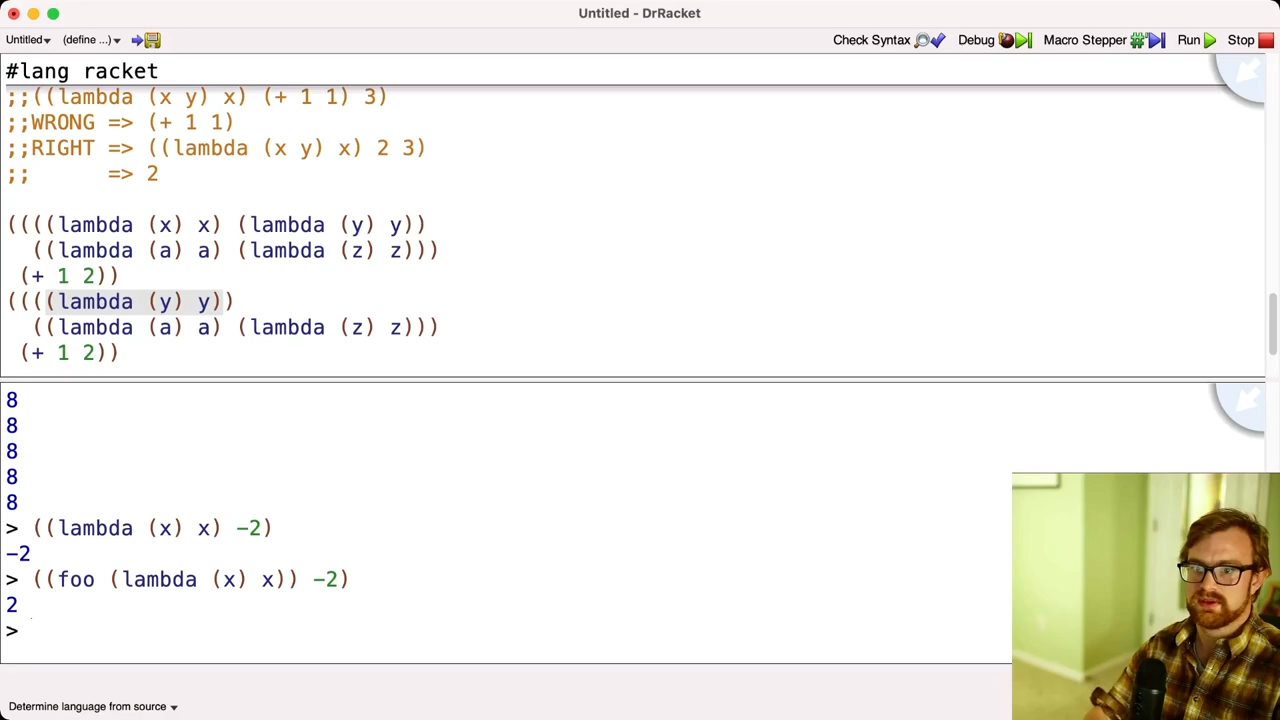 Untitled - DrRacket
Untitled (define ...) Check Syntax Debug Macro Stepper Run Stop
#lang racket
;;((lambda (x y) x) (+ 1 1) 3)
;;WRONG => (+ 1 1)
;;RIGHT => ((lambda (x y) x) 2 3)
;;      => 2
((((lambda (x) x) (lambda (y) y))
  ((lambda (a) a) (lambda (z) z)))
 (+ 1 2))
((((lambda (y) y))
  ((lambda (a) a) (lambda (z) z)))
 (+ 1 2))
8
8
8
8
8
> ((lambda (x) x) -2)
-2
> ((foo (lambda (x) x)) -2)
2
>
Determine language from source